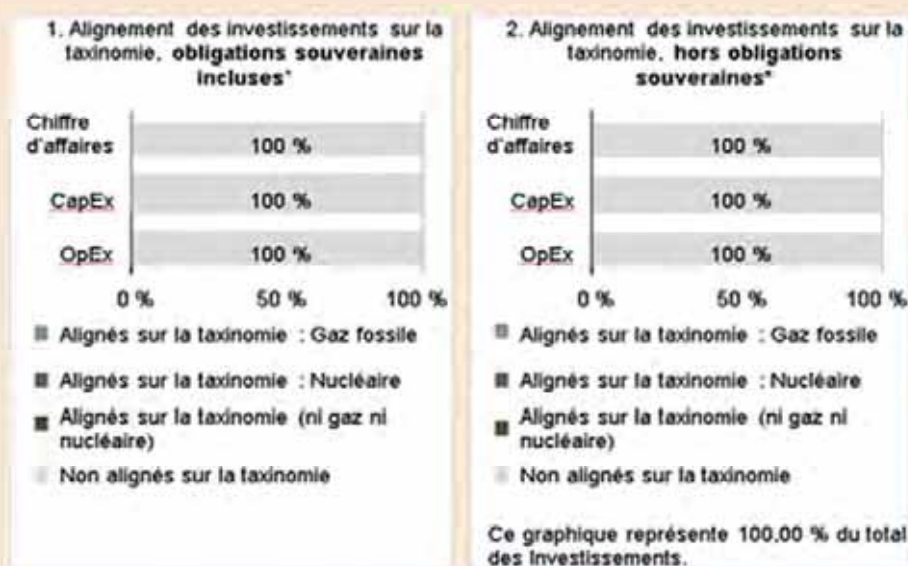 1. Alignement des investissements sur la
taxinomie, obligations souveraines
incluses*
Chiffre
d'affaires
100 %
CapEx
100 %
OpEx
100 %
0 %
50 %
100 %
Alignés sur la taxinomie : Gaz fossile
Alignés sur la taxinomie : Nucléaire
Alignés sur la taxinomie (ni gaz ni
nucléaire)
Non alignés sur la taxinomie
2. Alignement des investissements sur la
taxinomie, hors obligations
souveraines*
Chiffre
d'affaires
100 %
CapEx
100 %
OpEx
100 %
0 %
50 %
100 %
Alignés sur la taxinomie : Gaz fossile
Alignés sur la taxinomie : Nucléaire
Alignés sur la taxinomie (ni gaz ni
nucléaire)
Non alignés sur la taxinomie
Ce graphique représente 100.00 % du total
des Investissements.